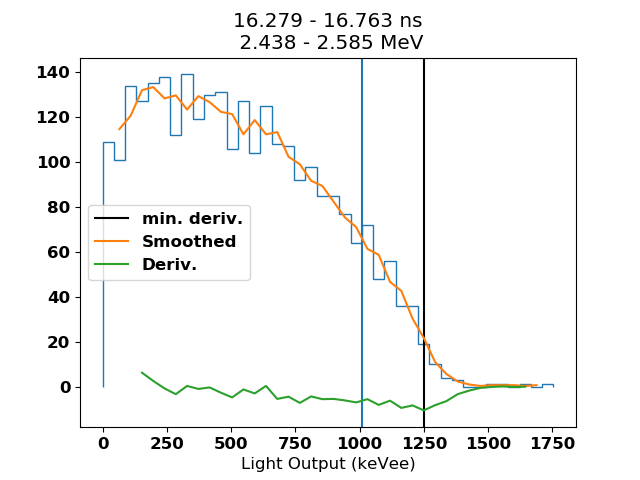 16.279 - 16.763 ns
2.438 - 2.585 MeV
140
120
100
80
60
40
20
0
min. deriv.
Smoothed
Deriv.
0 250 500 750 1000 1250 1500 1750
Light Output (keVee)